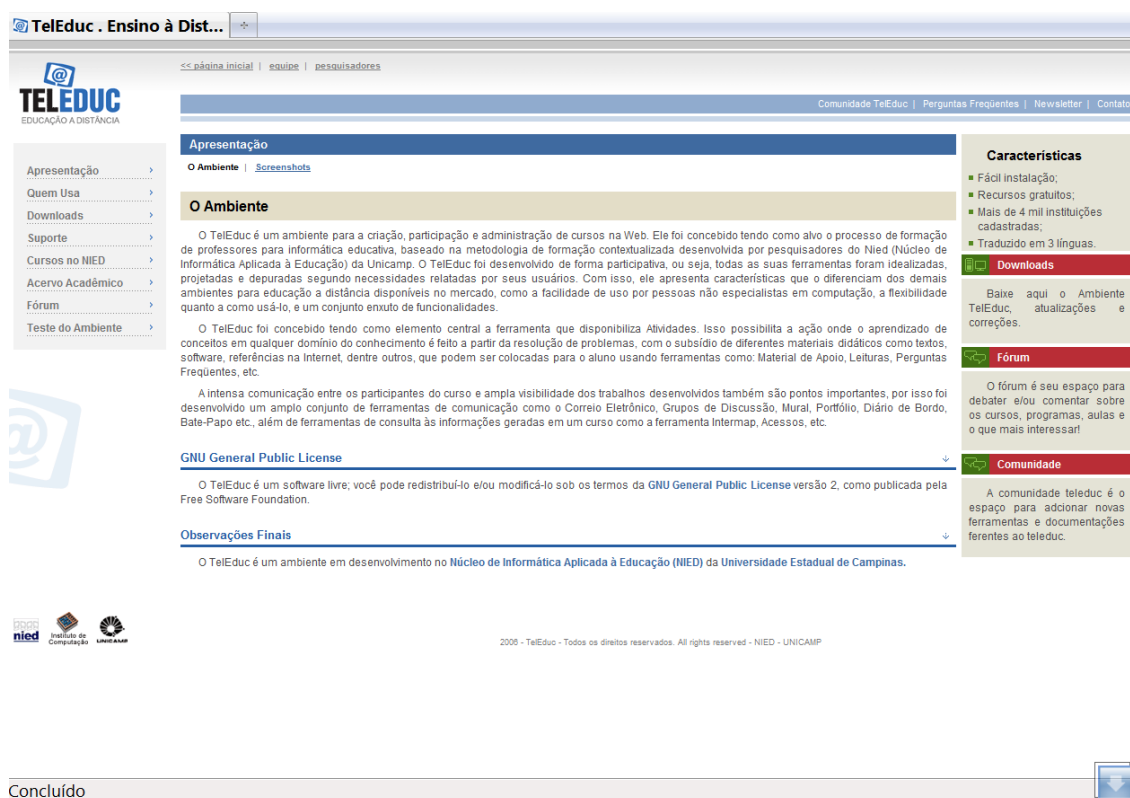 TelEduc . Ensino à Dist...
<< página inicial | equipe | pesquisadores
TELEDUC
EDUCAÇÃO A DISTÂNCIA
Comunidade TelEduc | Perguntas Freqüentes | Newsletter | Contato
Apresentação
Quem Usa
Downloads
Suporte
Cursos no NIED
Acervo Acadêmico
Fórum
Teste do Ambiente
Apresentação
O Ambiente | Screenshots
O Ambiente
O TelEduc é um ambiente para a criação, participação e administração de cursos na Web. Ele foi concebido tendo como alvo o processo de formação
de professores para informática educativa, baseado na metodologia de formação contextualizada desenvolvida por pesquisadores do Nied (Núcleo de
Informática Aplicada à Educação) da Unicamp. O TelEduc foi desenvolvido de forma participativa, ou seja, todas as suas ferramentas foram idealizadas,
projetadas e depuradas segundo necessidades relatadas por seus usuários. Com isso, ele apresenta características que o diferenciam dos demais
ambientes para educação a distância disponíveis no mercado, como a facilidade de uso por pessoas não especialistas em computação, a flexibilidade
quanto a como usá-lo, e um conjunto enxuto de funcionalidades.
O TelEduc foi concebido tendo como elemento central a ferramenta que disponibiliza Atividades. Isso possibilita a ação onde o aprendizado de
conceitos em qualquer domínio do conhecimento é feito a partir da resolução de problemas, com o subsídio de diferentes materiais didáticos como textos,
software, referências na Internet, dentre outros, que podem ser colocadas para o aluno usando ferramentas como: Material de Apoio, Leituras, Perguntas
Freqüentes, etc.
A intensa comunicação entre os participantes do curso e ampla visibilidade dos trabalhos desenvolvidos também são pontos importantes, por isso foi
desenvolvido um amplo conjunto de ferramentas de comunicação como o Correio Eletrônico, Grupos de Discussão, Mural, Portfólio, Diário de Bordo,
Bate-Papo etc., além de ferramentas de consulta às informações geradas em um curso como a ferramenta Intermap, Acessos, etc.
GNU General Public License
O TelEduc é um software livre; você pode redistribuí-lo e/ou modificá-lo sob os termos da GNU General Public License versão 2, como publicada pela
Free Software Foundation.
Observações Finais
O TelEduc é um ambiente em desenvolvimento no Núcleo de Informática Aplicada à Educação (NIED) da Universidade Estadual de Campinas.
Características
Fácil instalação;
Recursos gratuitos;
Mais de 4 mil instituições
cadastradas;
Traduzido em 3 línguas.
Downloads
Baixe aqui o Ambiente
TelEduc, atualizações e
correções.
Fórum
O fórum é seu espaço para
debater e/ou comentar sobre
os cursos, programas, aulas e
o que mais interessar!
Comunidade
A comunidade teleduc é o
espaço para adcionar novas
ferramentas e documentações
ferentes ao teleduc.
nied
Instituto de
Computação
UNICAMP
2006 - TelEduc - Todos os direitos reservados. All rights reserved - NIED - UNICAMP
Concluído